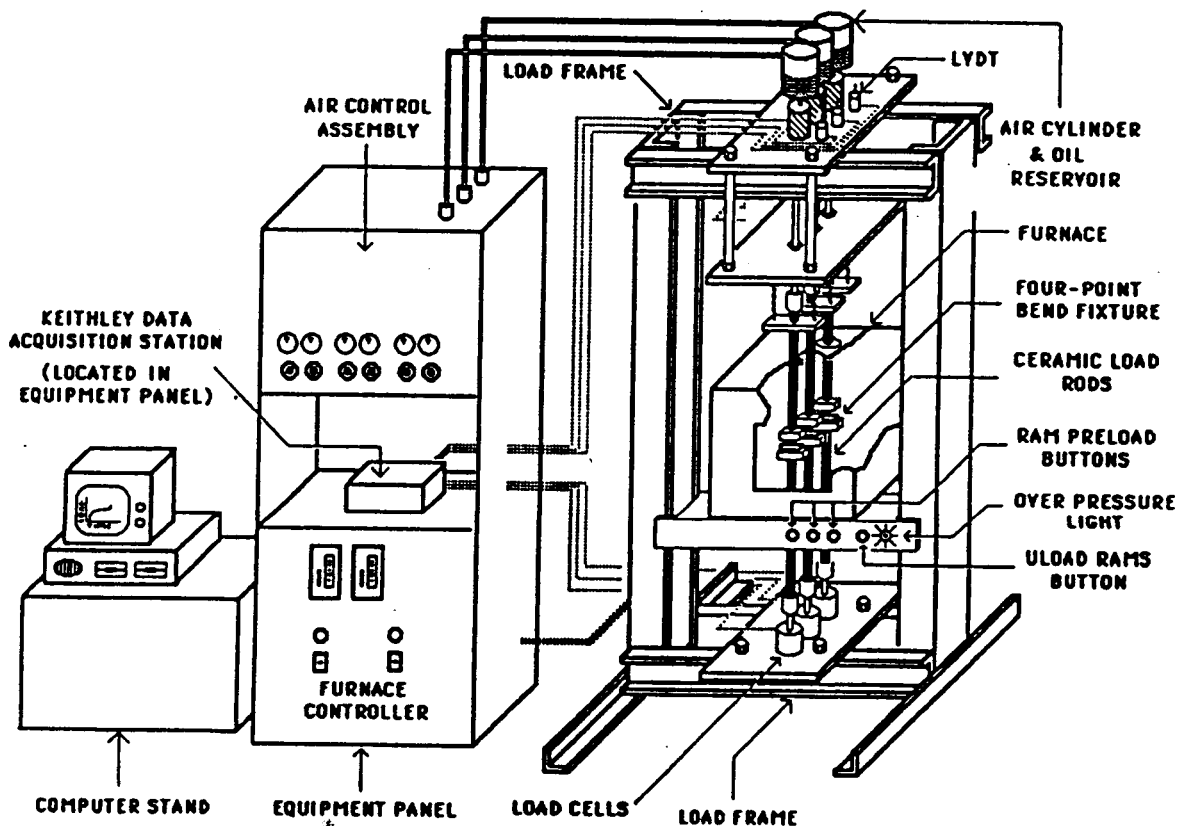 LOAD FRAME
LVDT
AIR CONTROL
ASSEMBLY
AIR CYLINDER
& OIL
RESERVOIR
FURNACE
FOUR-POINT
BEND FIXTURE
KEITHLEY DATA
ACQUISITION STATION
(LOCATED IN
EQUIPMENT PANEL)
CERAMIC LOAD
RODS
RAM PRELOAD
BUTTONS
OVER PRESSURE
LIGHT
ULOAD RAMS
BUTTON
FURNACE
CONTROLLER
COMPUTER STAND
EQUIPMENT PANEL
LOAD CELLS
LOAD FRAME